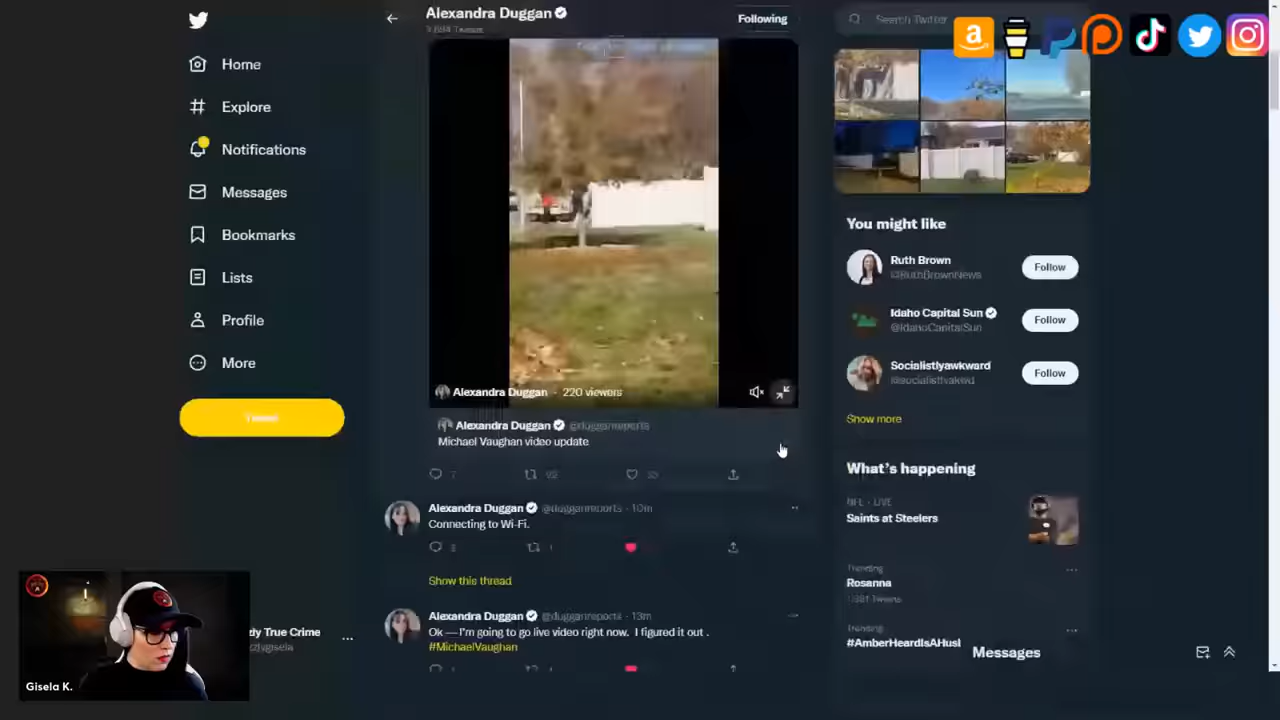 Alexandra Duggan
Following
Search Twitter
Home
Explore
Notifications
Messages
Bookmarks
Lists
Profile
More
Alexandra Duggan · 220 viewers
Alexandra Duggan @dugganreports
Michael Vaughan video update
7
Alexandra Duggan @dugganreports · 10m
Connecting to Wi-Fi.
Show this thread
Alexandra Duggan @dugganreports · 13m
Ok — I'm going to go live video right now. I figured it out .
#MichaelVaughan
You might like
Ruth Brown
@RuthBrownNews
Follow
Idaho Capital Sun
@IdahoCapitalSun
Follow
Socialistlyawkward
Follow
Show more
What's happening
NFL · LIVE
Saints at Steelers
Trending
Rosanna
Trending
#AmberHeardIsAHusl
Messages
zly True Crime
Gisela K.